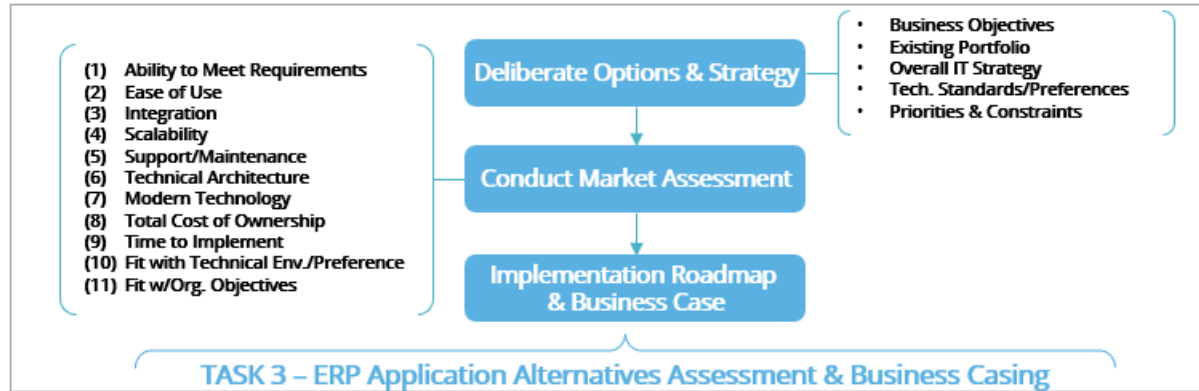 (1) Ability to Meet Requirements
(2) Ease of Use
(3) Integration
(4) Scalability
(5) Support/Maintenance
(6) Technical Architecture
(7) Modern Technology
(8) Total Cost of Ownership
(9) Time to Implement
(10) Fit with Technical Env./Preference
(11) Fit w/Org. Objectives
Deliberate Options & Strategy
• Business Objectives
• Existing Portfolio
• Overall IT Strategy
• Tech. Standards/Preferences
• Priorities & Constraints
Conduct Market Assessment
Implementation Roadmap
& Business Case
TASK 3 – ERP Application Alternatives Assessment & Business Casing